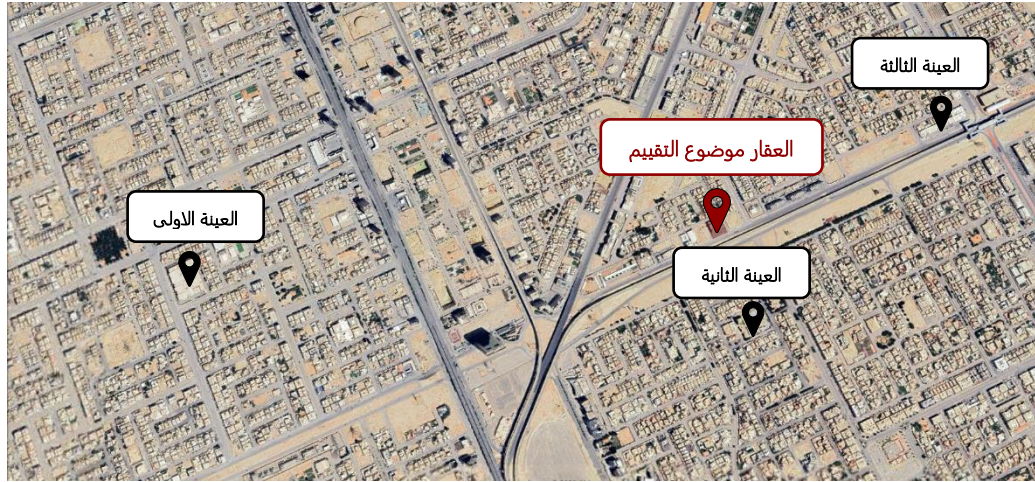 العينة الثالثة
العقار موضوع التقييم
العينة الاولى
العينة الثانية